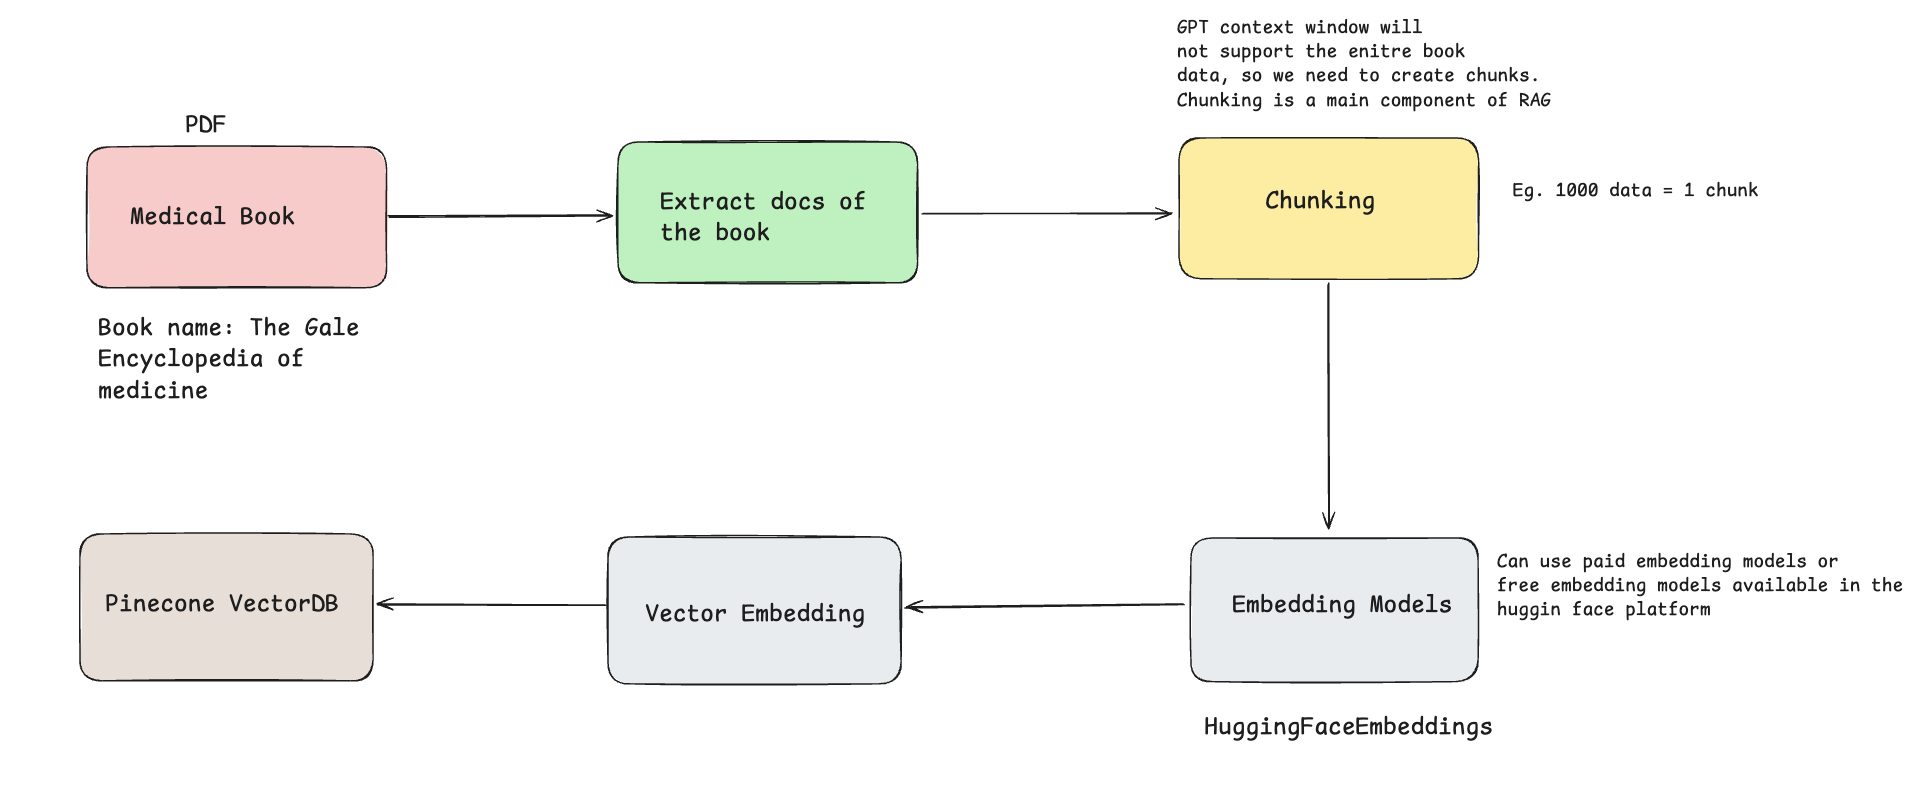 GPT context window will
not support the enitre book
data, so we need to create chunks.
Chunking is a main component of RAG
PDF
Medical Book
Extract docs of
the book
Chunking
Eg. 1000 data = 1 chunk
Book name: The Gale
Encyclopedia of
medicine
Pinecone VectorDB
Vector Embedding
Embedding Models
Can use paid embedding models or
free embedding models available in the
huggin face platform
HuggingFaceEmbeddings